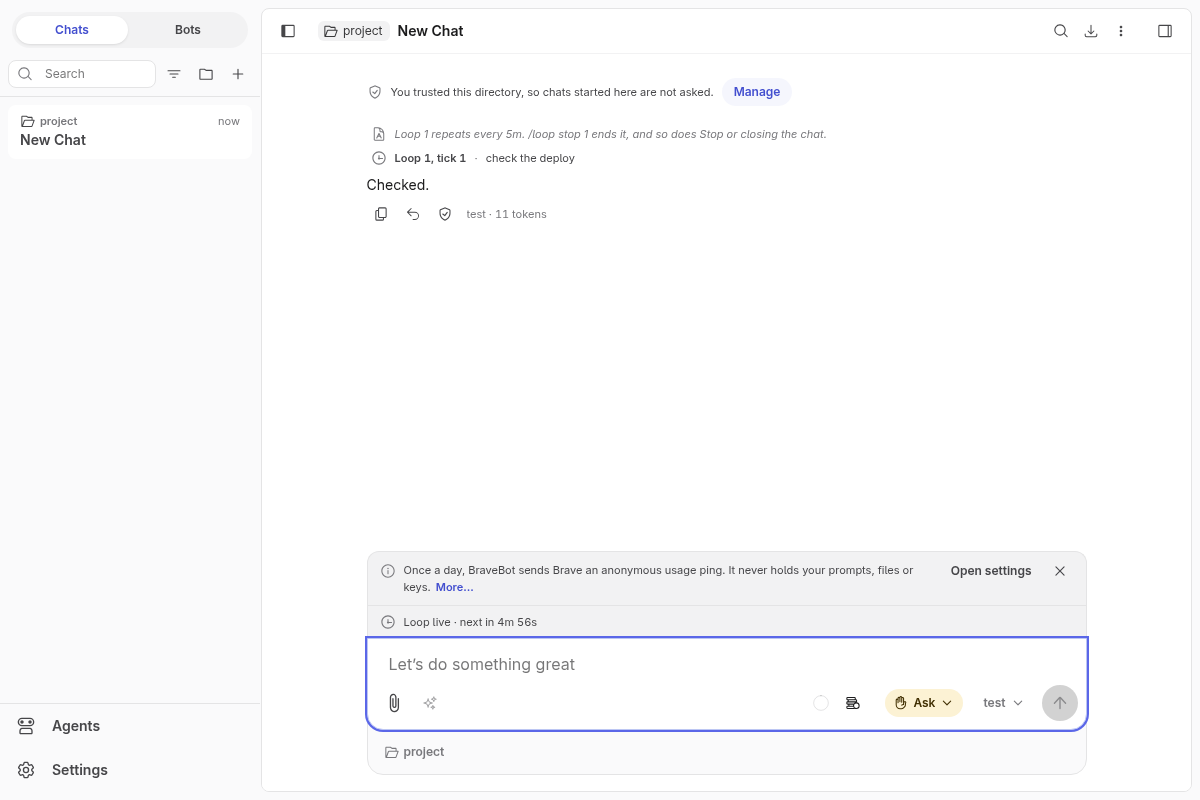 Chats
Bots
Search
project
now
New Chat
Agents
Settings
project
New Chat
You trusted this directory, so chats started here are not asked.
Manage
Loop 1 repeats every 5m. /loop stop 1 ends it, and so does Stop or closing the chat.
Loop 1, tick 1 · check the deploy
Checked.
test · 11 tokens
Once a day, BraveBot sends Brave an anonymous usage ping. It never holds your prompts, files or
keys. More...
Open settings
Loop live · next in 4m 56s
Let's do something great
Ask
test
project